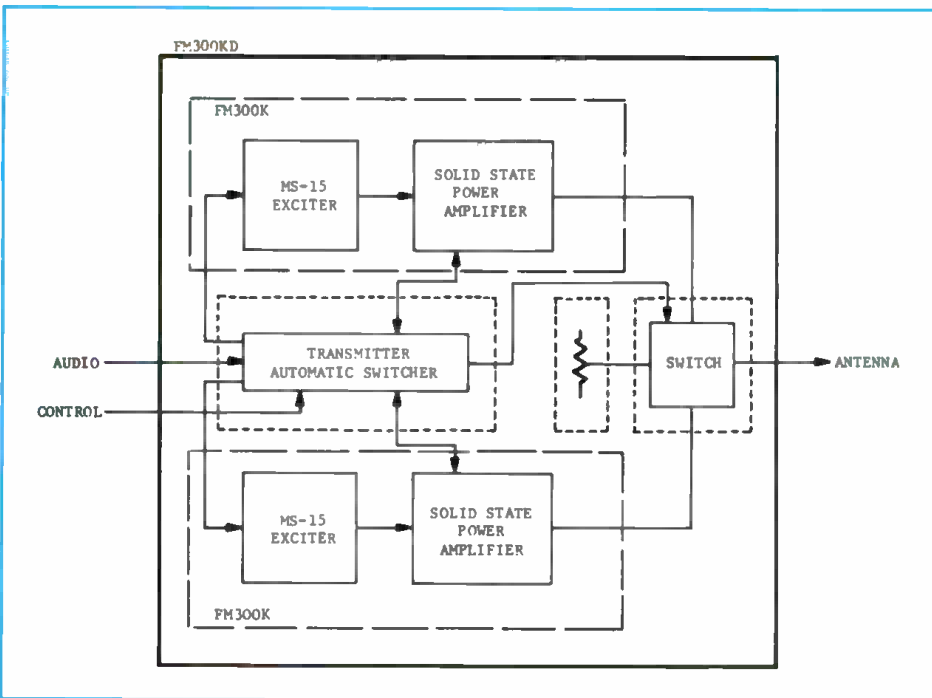 FM300KD
FM300K
MS-15
EXCITER
SOLID STATE
POWER
AMPLIFIER
AUDIO
TRANSMITTER
AUTOMATIC SWITCHER
SWITCH
ANTENNA
CONTROL
MS-15
EXCITER
SOLID STATE
POWER
AMPLIFIER
FM300K